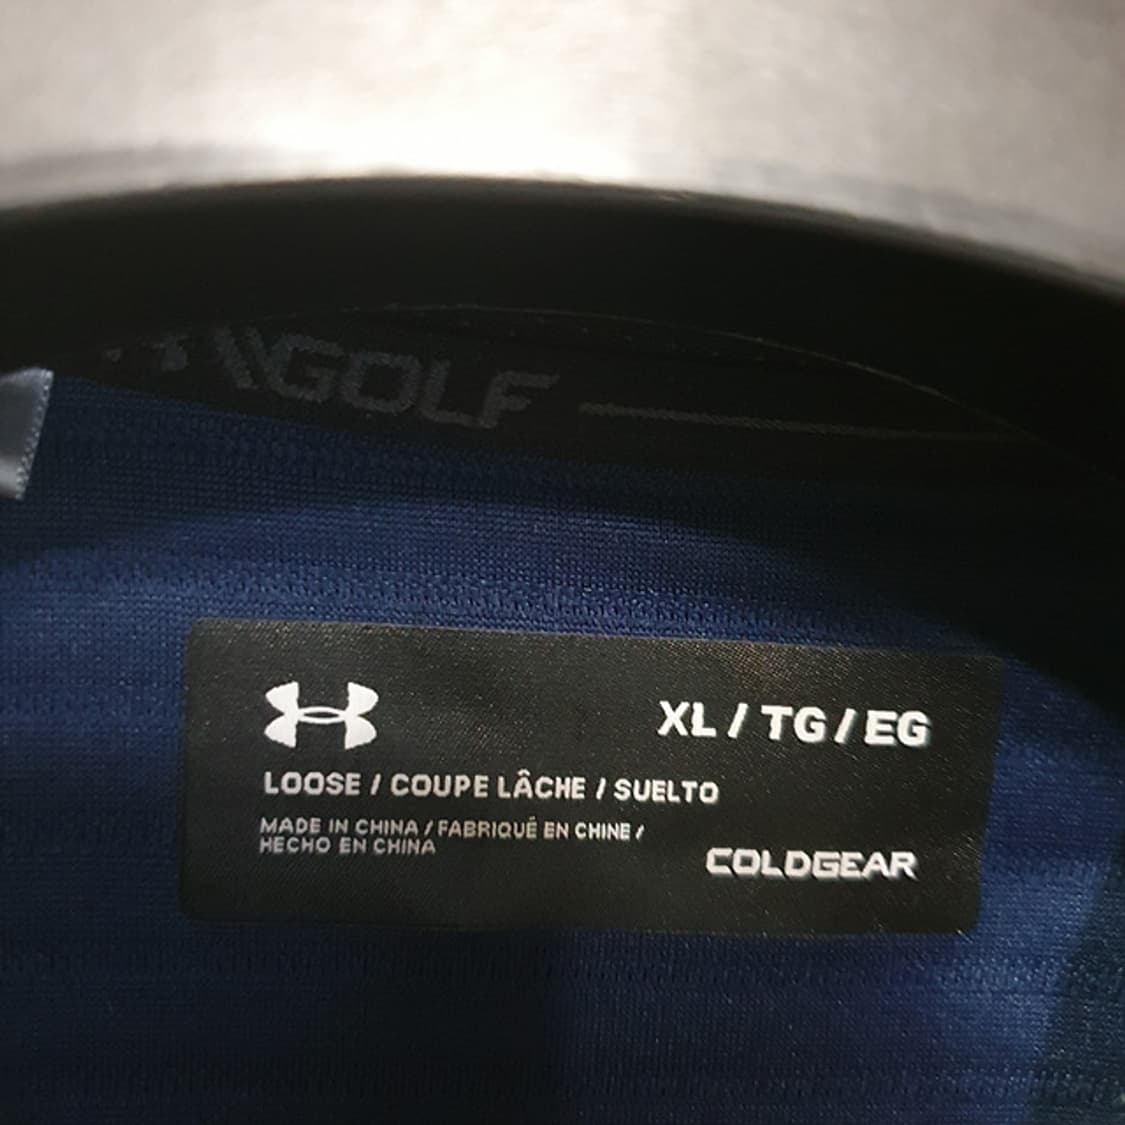 GOLF
XL / TG / EG
LOOSE / COUPE LÂCHE / SUELTO
MADE IN CHINA / FABRIQUÉ EN CHINE /
HECHO EN CHINA
COLDGEAR